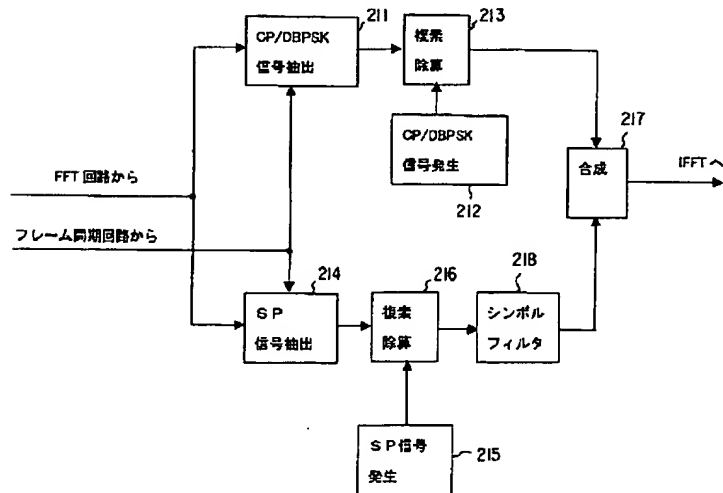 211
CP/DBPSK
信号抽出
213
複素
除算
CP/DBPSK
信号発生
212
217
合成
IFFTへ
FFT回路から
フレーム同期回路から
214
SP
信号抽出
216
複素
除算
218
シンボル
フィルタ
SP信号
発生
215